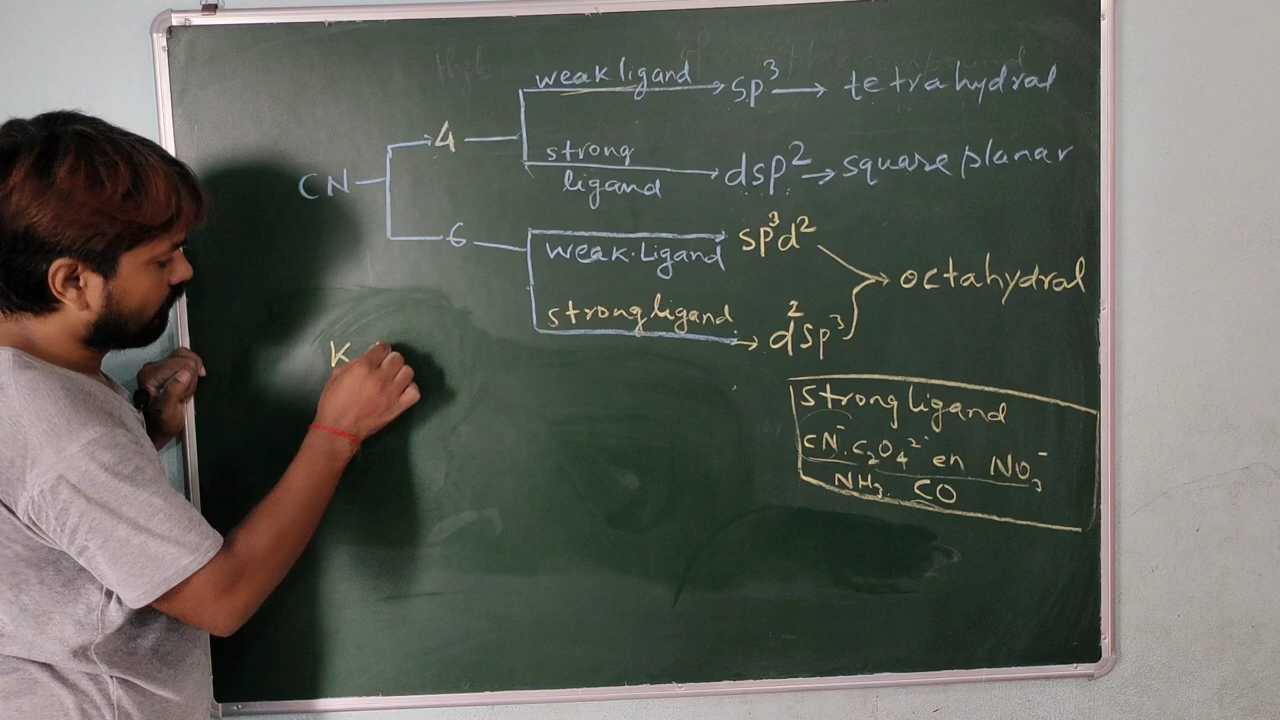 weak ligand → sp³ → tetrahydral
4
strong ligand → dsp² → square planar
CN
6
weak Ligand sp³d²
→ octahydral
strong ligand → d²sp³
K
Strong ligand
CN⁻ C₂O₄²⁻ en NO₃⁻
NH₃ CO